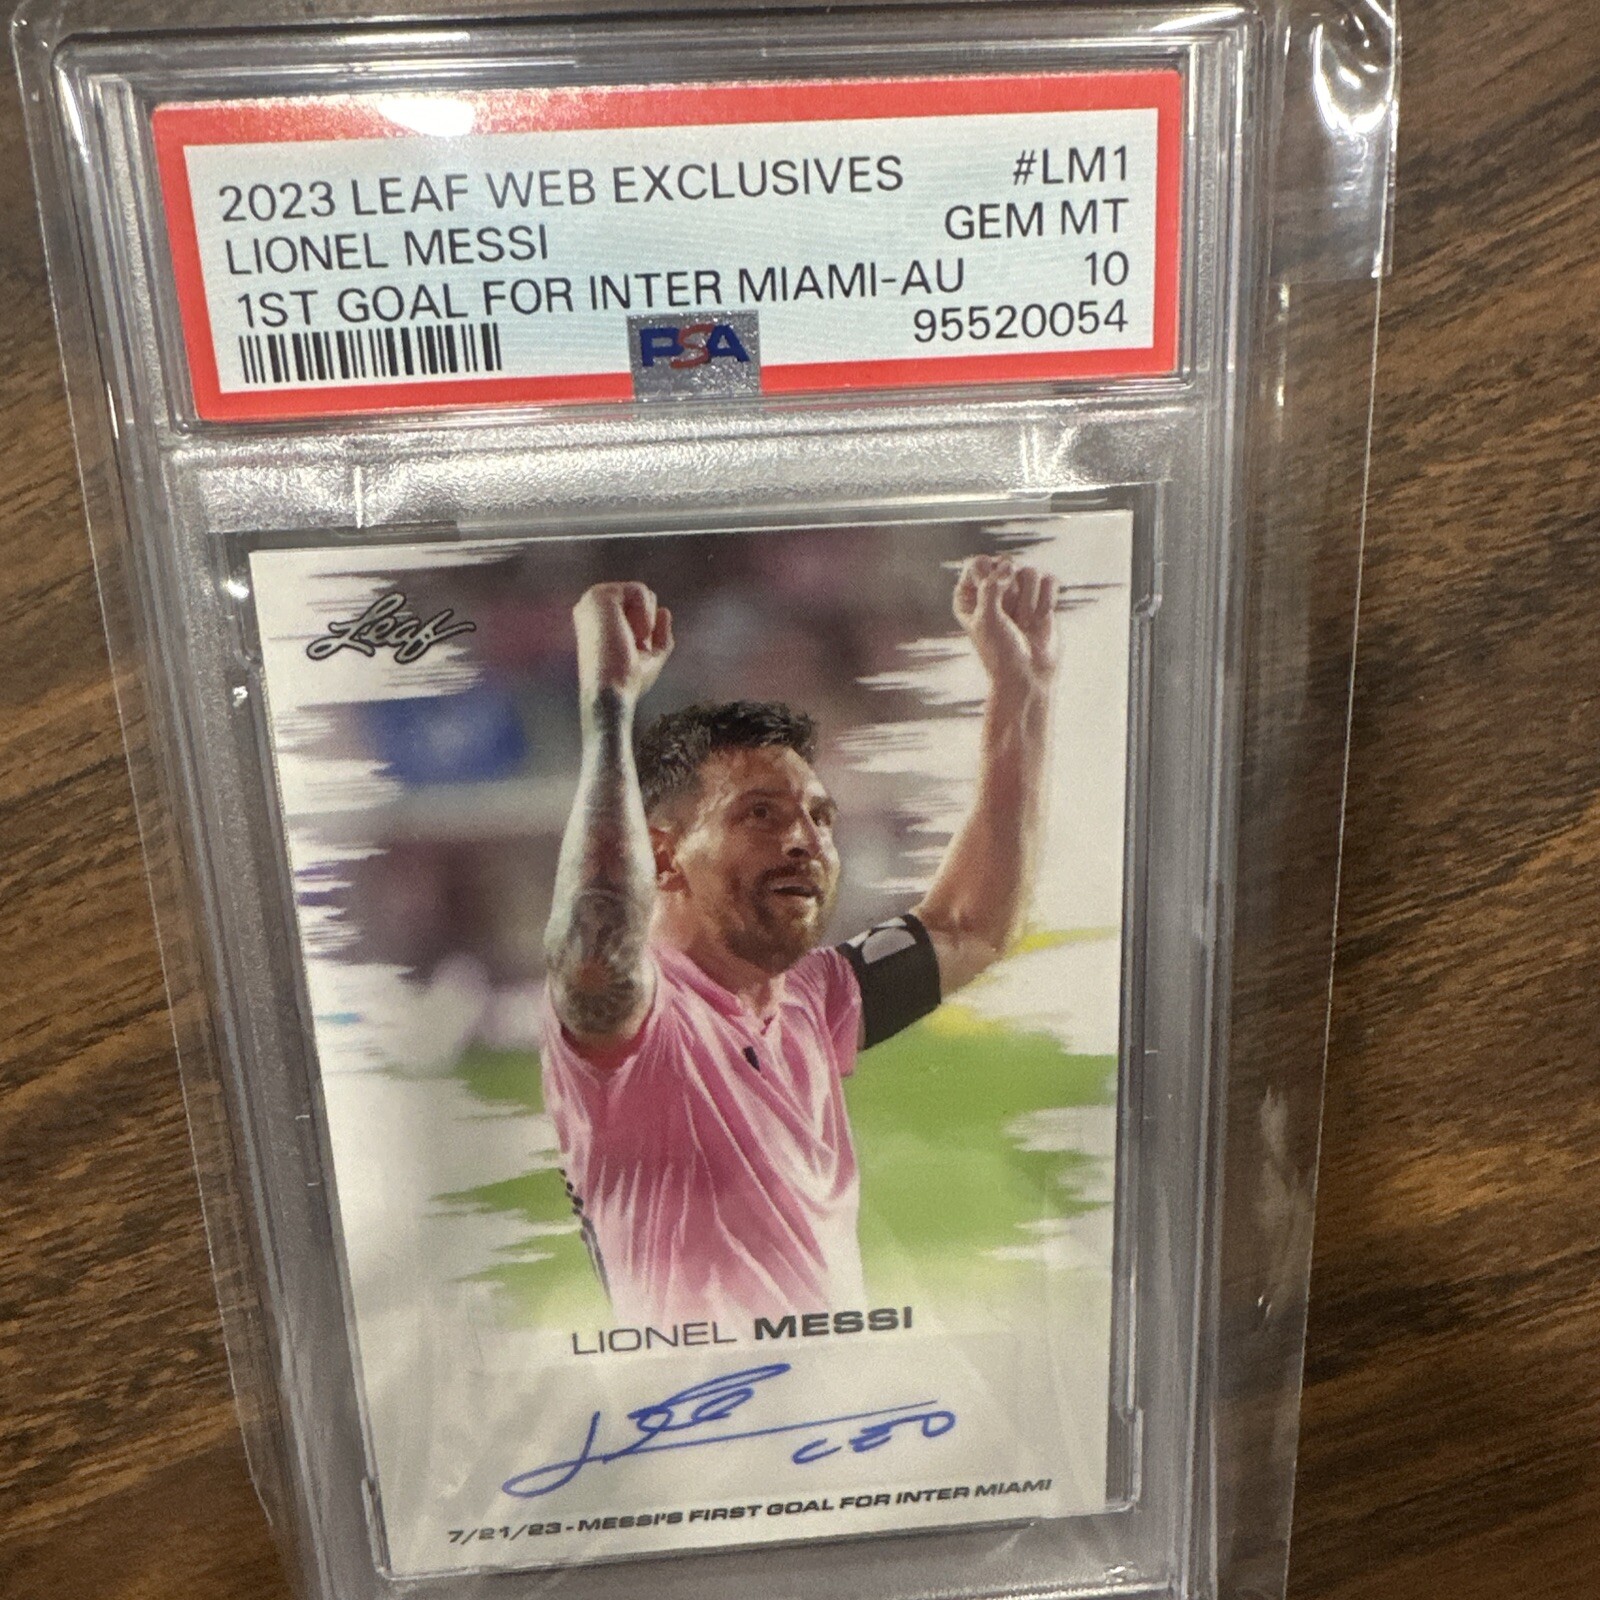 2023 LEAF WEB EXCLUSIVES #LM1
LIONEL MESSI GEM MT
1ST GOAL FOR INTER MIAMI-AU 10
PSA 95520054
Leaf
LIONEL MESSI
CEO
7/21/23 - MESSI'S FIRST GOAL FOR INTER MIAMI